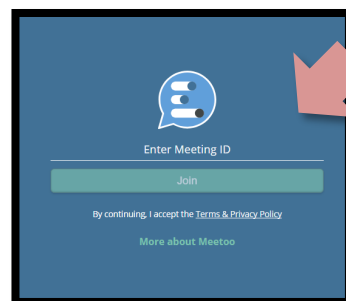 Enter Meeting ID
Join
By continuing, I accept the Terms & Privacy Policy
More about Meetoo